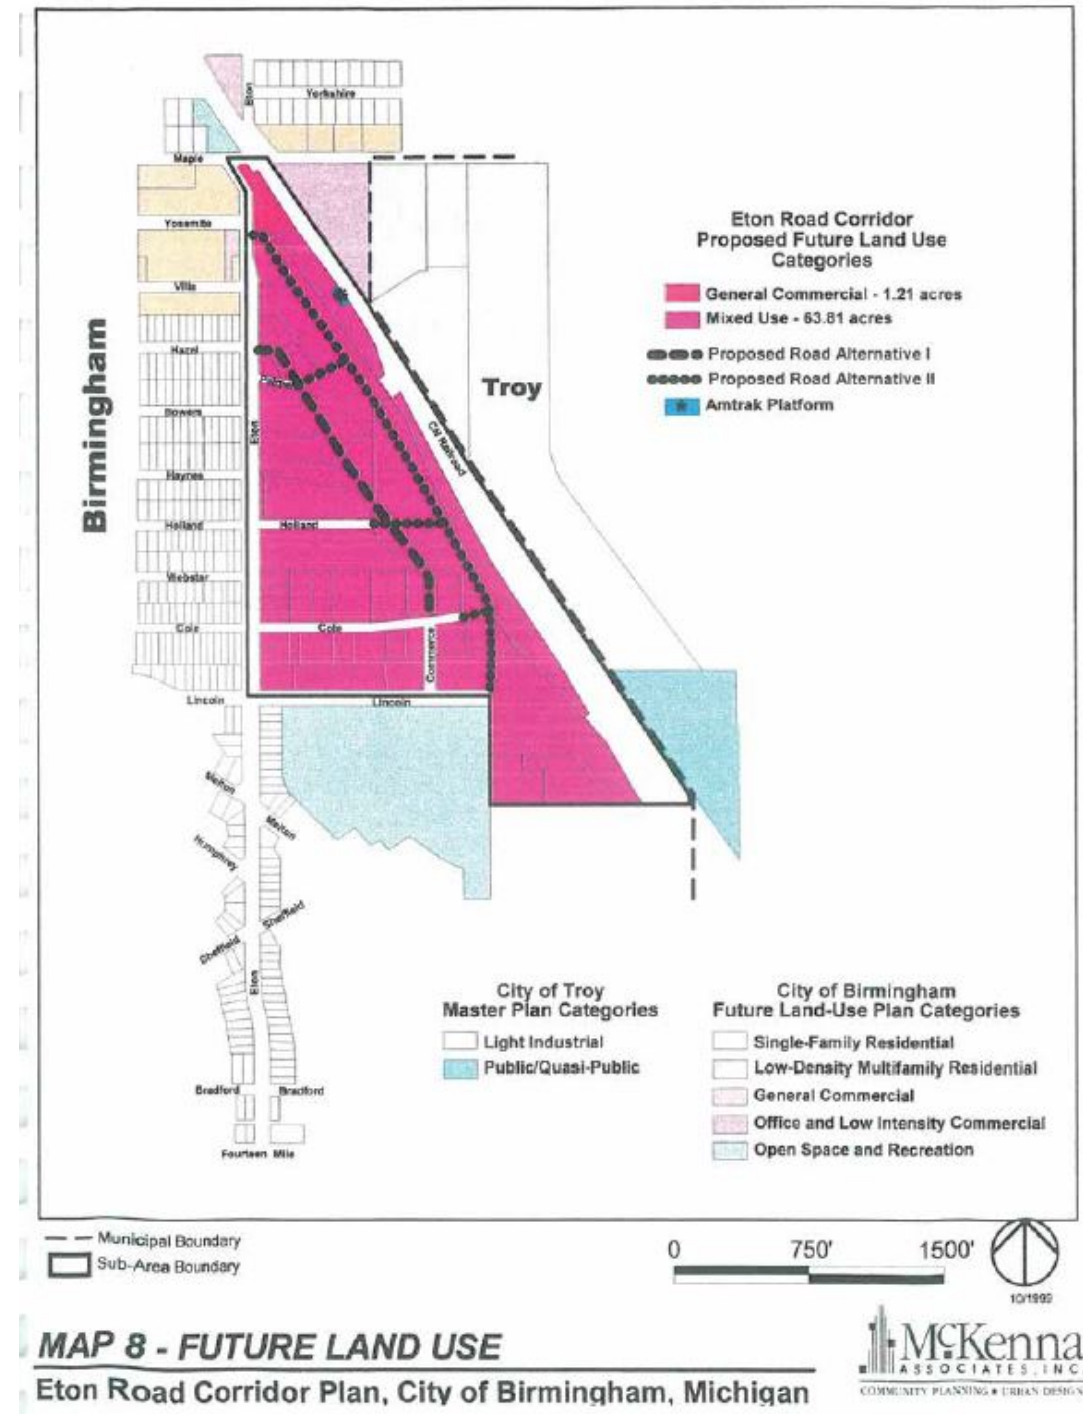 Eton
Yorkshire
Maple
Yosemite
Villa
Hazel
Bowers
Haynes
Holland
Webster
Cole
Lincoln
Birmingham
Eton
Holland
Cole
Commerce
Lincoln
CN Railroad
Troy
Eton Road Corridor
Proposed Future Land Use
Categories
General Commercial - 1.21 acres
Mixed Use - 63.81 acres
Proposed Road Alternative I
Proposed Road Alternative II
Amtrak Platform
Melton
Melton
Humphrey
Sheffield
Sheffield
Eton
Bradford
Bradford
Fourteen Mile
City of Troy
Master Plan Categories
Light Industrial
Public/Quasi-Public
City of Birmingham
Future Land-Use Plan Categories
Single-Family Residential
Low-Density Multifamily Residential
General Commercial
Office and Low Intensity Commercial
Open Space and Recreation
Municipal Boundary
Sub-Area Boundary
0 750' 1500'
10/1999
MAP 8 - FUTURE LAND USE
Eton Road Corridor Plan, City of Birmingham, Michigan
McKenna
ASSOCIATES, INC.
COMMUNITY PLANNING ■ URBAN DESIGN